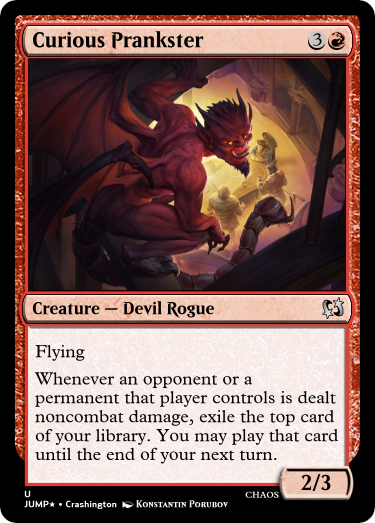 Curious Prankster 3
Creature — Devil Rogue
Flying
Whenever an opponent or a
permanent that player controls is dealt
noncombat damage, exile the top card
of your library. You may play that card
until the end of your next turn.
2/3
U CHAOS
JUMP★ • Crashington Konstantin Porubov